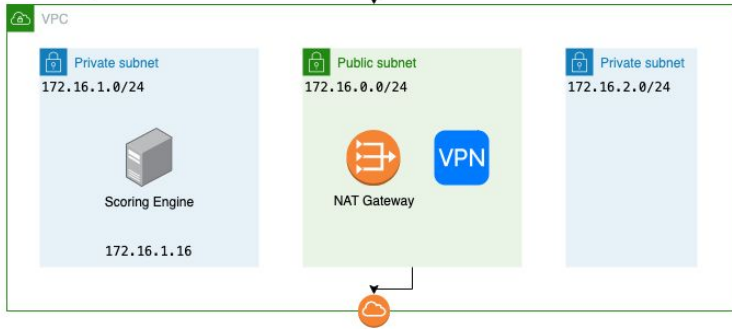 VPC
Private subnet
172.16.1.0/24
Scoring Engine
172.16.1.16
Public subnet
172.16.0.0/24
VPN
NAT Gateway
Private subnet
172.16.2.0/24